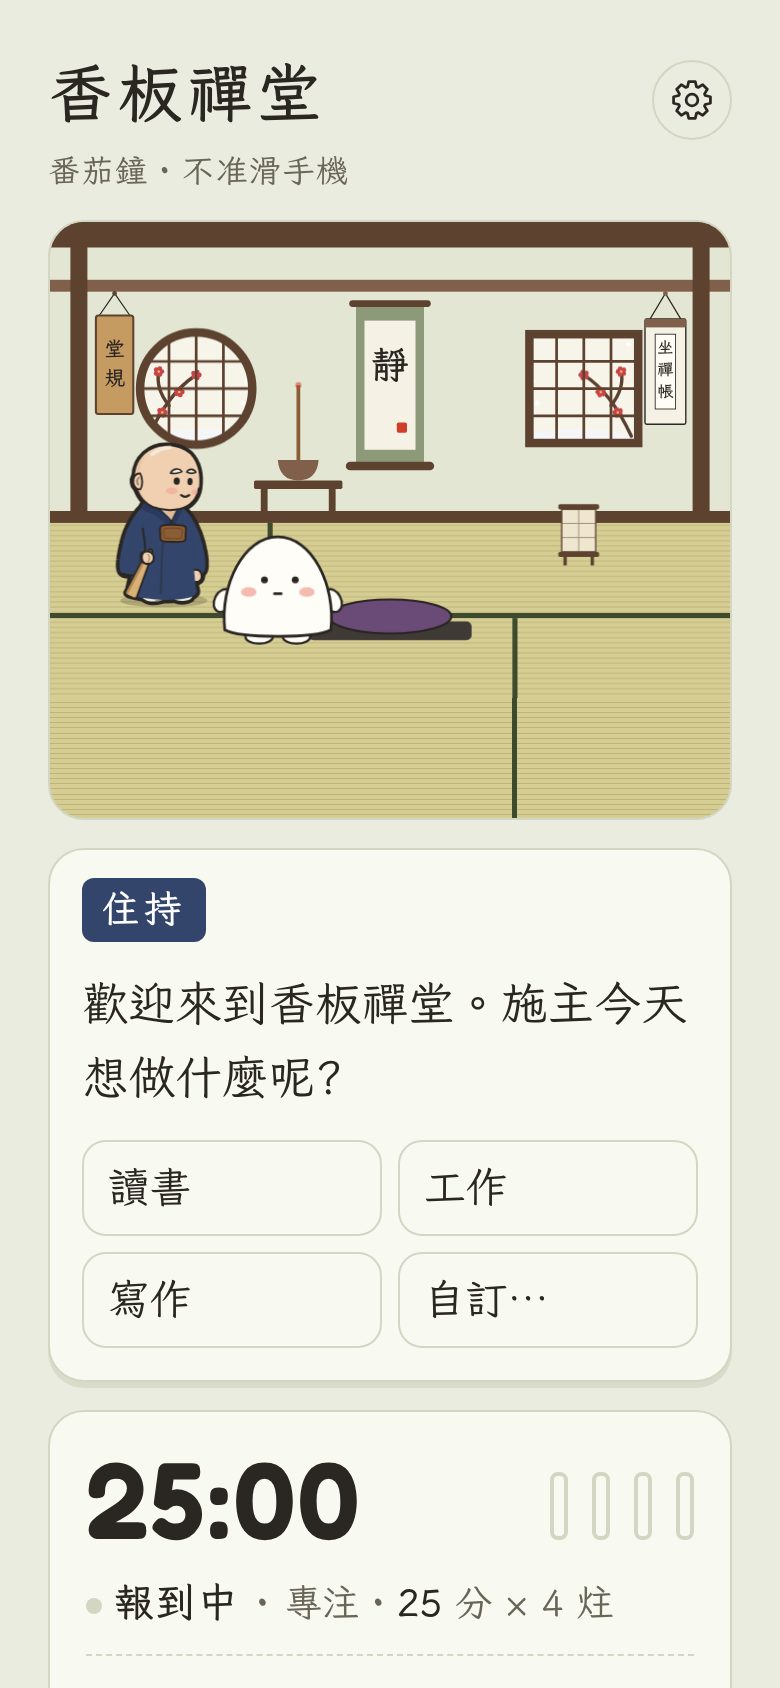 香板禪堂
番茄鐘・不准滑手機
堂規
靜
坐禪帳
住持
歡迎來到香板禪堂。施主今天
想做什麼呢？
讀書
工作
寫作
自訂⋯
25:00
報到中・專注・25 分 × 4 炷